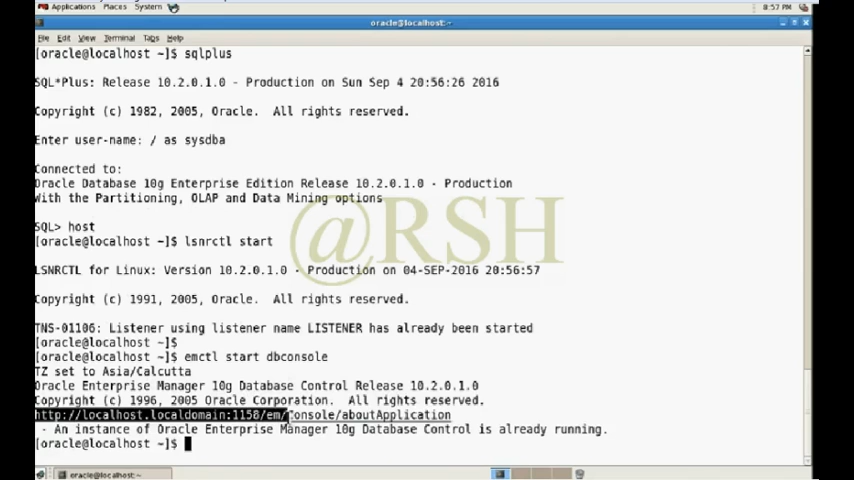 Applications Places System
8:57 PM
oracle@localhost:~
File Edit View Terminal Tabs Help
[oracle@localhost ~]$ sqlplus
SQL*Plus: Release 10.2.0.1.0 - Production on Sun Sep 4 20:56:26 2016
Copyright (c) 1982, 2005, Oracle.  All rights reserved.
Enter user-name: / as sysdba
Connected to:
Oracle Database 10g Enterprise Edition Release 10.2.0.1.0 - Production
With the Partitioning, OLAP and Data Mining options
SQL> host
[oracle@localhost ~]$ lsnrctl start
@RSH
LSNRCTL for Linux: Version 10.2.0.1.0 - Production on 04-SEP-2016 20:56:57
Copyright (c) 1991, 2005, Oracle.  All rights reserved.
TNS-01106: Listener using listener name LISTENER has already been started
[oracle@localhost ~]$
[oracle@localhost ~]$ emctl start dbconsole
TZ set to Asia/Calcutta
Oracle Enterprise Manager 10g Database Control Release 10.2.0.1.0
Copyright (c) 1996, 2005 Oracle Corporation.  All rights reserved.
http://localhost.localdomain:1158/em/console/aboutApplication
- An instance of Oracle Enterprise Manager 10g Database Control is already running.
[oracle@localhost ~]$
oracle@localhost:~